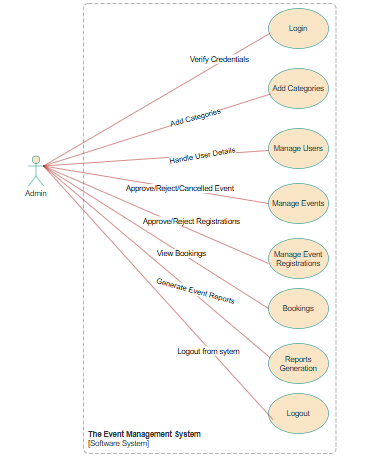 Login
Verify Credentials
Add Categories
Add Categories
Manage Users
Handle User Details
Admin
Approve/Reject/Cancelled Event
Manage Events
Approve/Reject Registrations
Manage Event
Registrations
View Bookings
Generate Event Reports
Bookings
Logout from sytem
Reports
Generation
Logout
The Event Management System
[Software System]